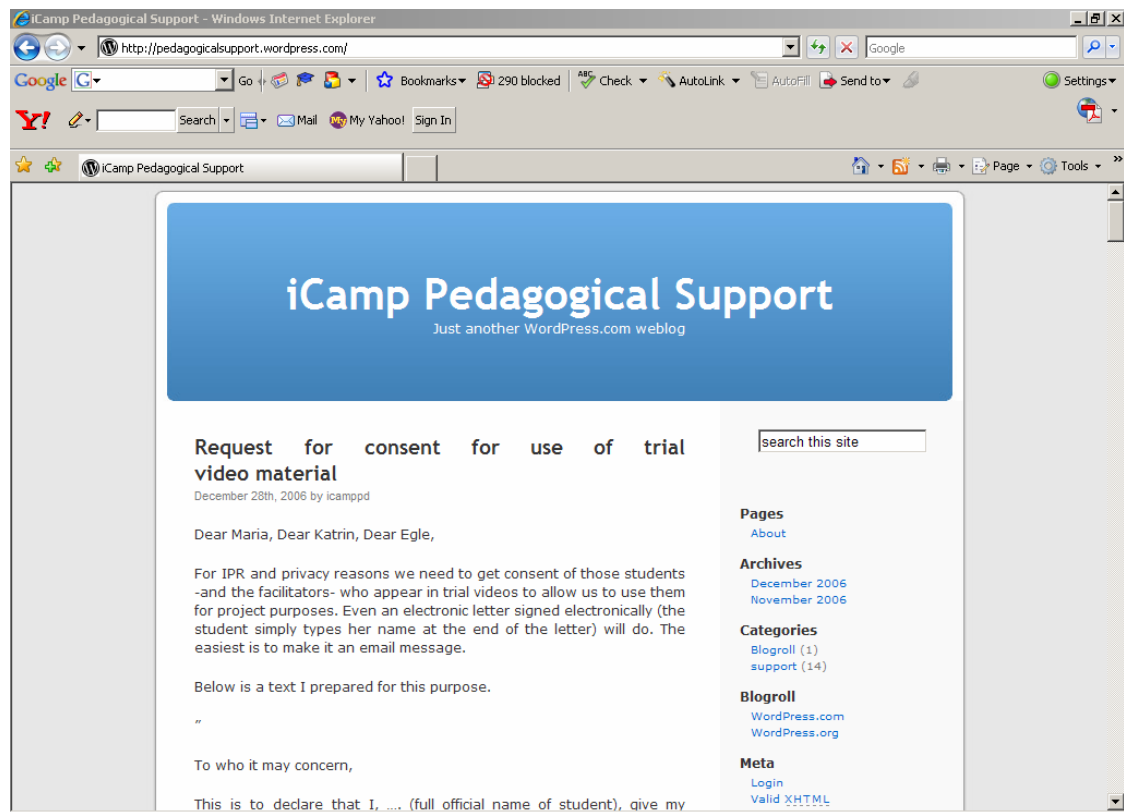 iCamp Pedagogical Support - Windows Internet Explorer
http://pedagogicalsupport.wordpress.com/
Google
Google G Go Bookmarks 290 blocked ABC Check AutoLink AutoFill Send to Settings
Y! Search Mail My Yahoo! Sign In
iCamp Pedagogical Support
Page Tools »
iCamp Pedagogical Support
Just another WordPress.com weblog
Request for consent for use of trial
video material
December 28th, 2006 by icamppd
Dear Maria, Dear Katrin, Dear Egle,
For IPR and privacy reasons we need to get consent of those students
-and the facilitators- who appear in trial videos to allow us to use them
for project purposes. Even an electronic letter signed electronically (the
student simply types her name at the end of the letter) will do. The
easiest is to make it an email message.
Below is a text I prepared for this purpose.
”
To who it may concern,
This is to declare that I, .... (full official name of student), give my
search this site
Pages
About
Archives
December 2006
November 2006
Categories
Blogroll (1)
support (14)
Blogroll
WordPress.com
WordPress.org
Meta
Login
Valid XHTML